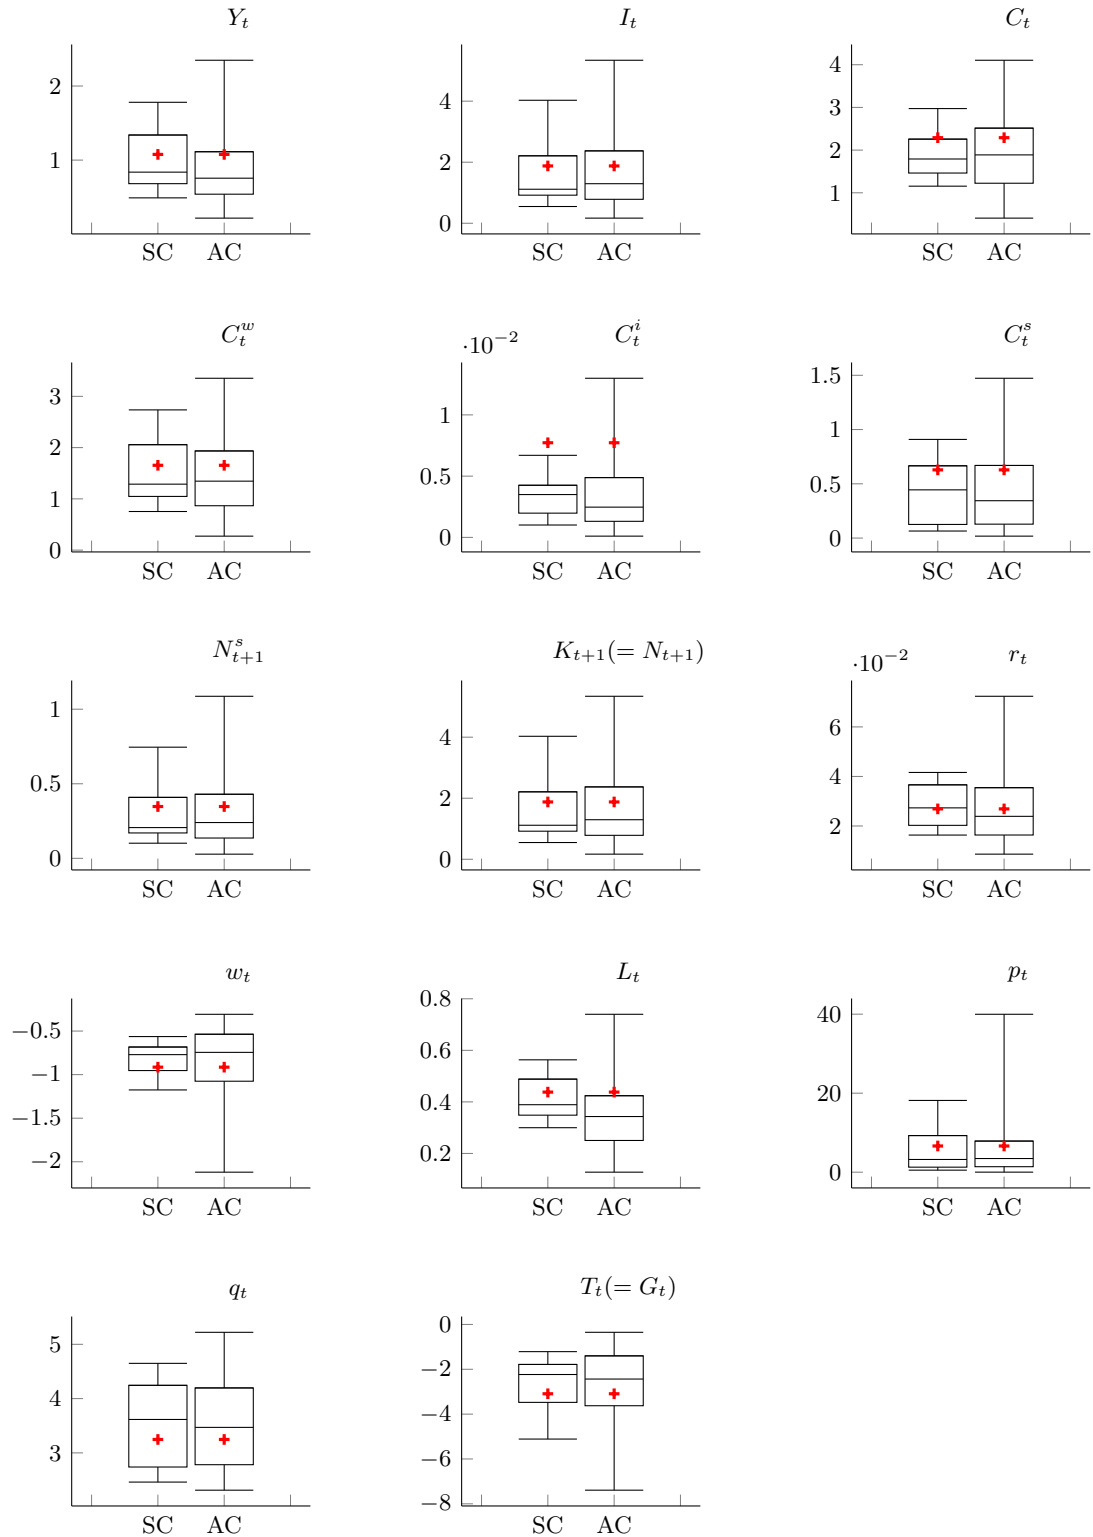 Y_t I_t C_t
2
1
SC AC
4
2
0
SC AC
4
3
2
1
SC AC
C_t^w C_t^i C_t^s
3
2
1
0
SC AC
·10^−2
1
0.5
0
SC AC
1.5
1
0.5
0
SC AC
N_{t+1}^s K_{t+1}(= N_{t+1}) r_t
1
0.5
0
SC AC
4
2
0
SC AC
·10^−2
6
4
2
SC AC
w_t L_t p_t
−0.5
−1
−1.5
−2
SC AC
0.8
0.6
0.4
0.2
SC AC
40
20
0
SC AC
q_t T_t(= G_t)
5
4
3
SC AC
0
−2
−4
−6
−8
SC AC